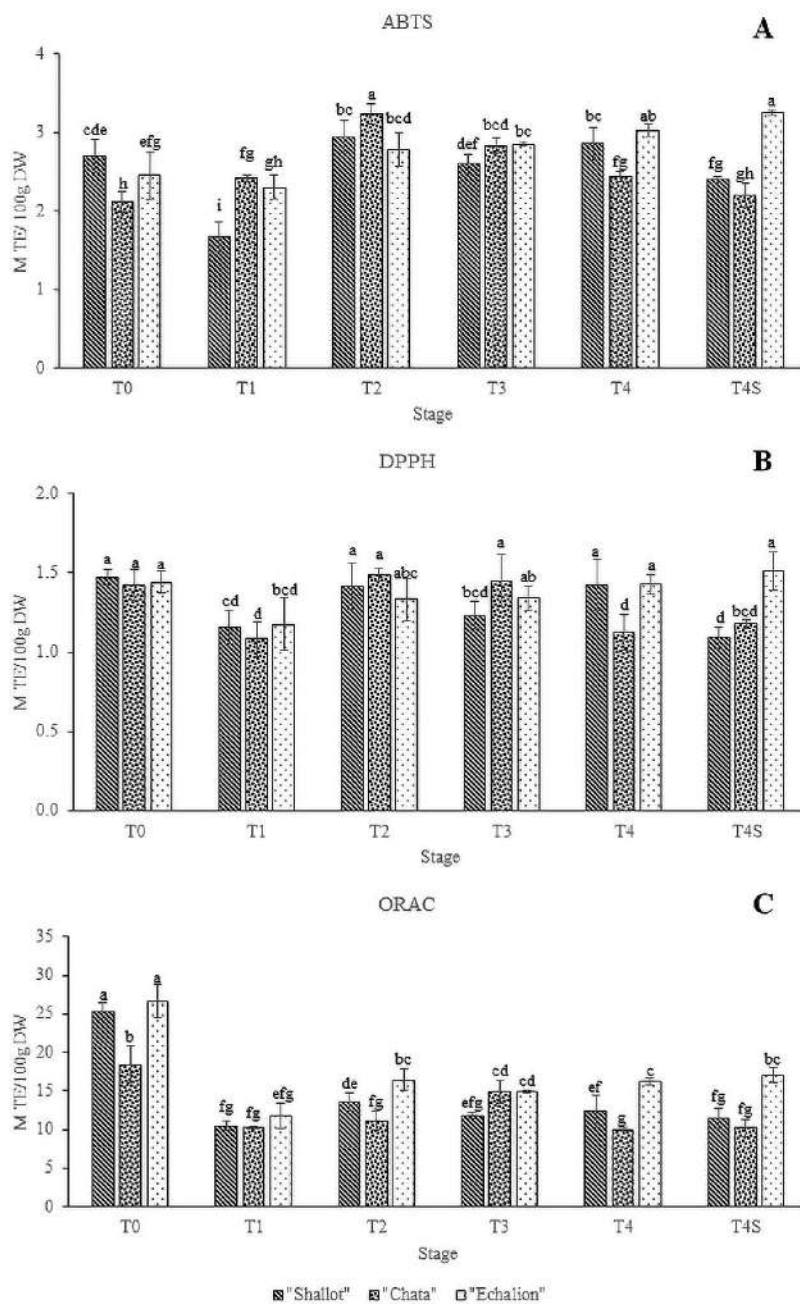 ABTS
A
M TE/ 100g DW
4
3
2
1
0
cde
h
efg
i
fg
gh
bc
a
bcd
def
bcd
bc
bc
fg
ab
fg
gh
a
T0 T1 T2 T3 T4 T4S
Stage
DPPH
B
M TE/100g DW
2.0
1.5
1.0
0.5
0.0
a
a
a
cd
d
bcd
a
a
abc
bcd
a
ab
a
d
a
d
bcd
a
T0 T1 T2 T3 T4 T4S
Stage
ORAC
C
M TE/100g DW
35
30
25
20
15
10
5
0
a
b
a
fg
fg
efg
de
fg
bc
efg
cd
cd
ef
g
c
fg
fg
bc
T0 T1 T2 T3 T4 T4S
Stage
"Shallot" "Chata" "Echalion"